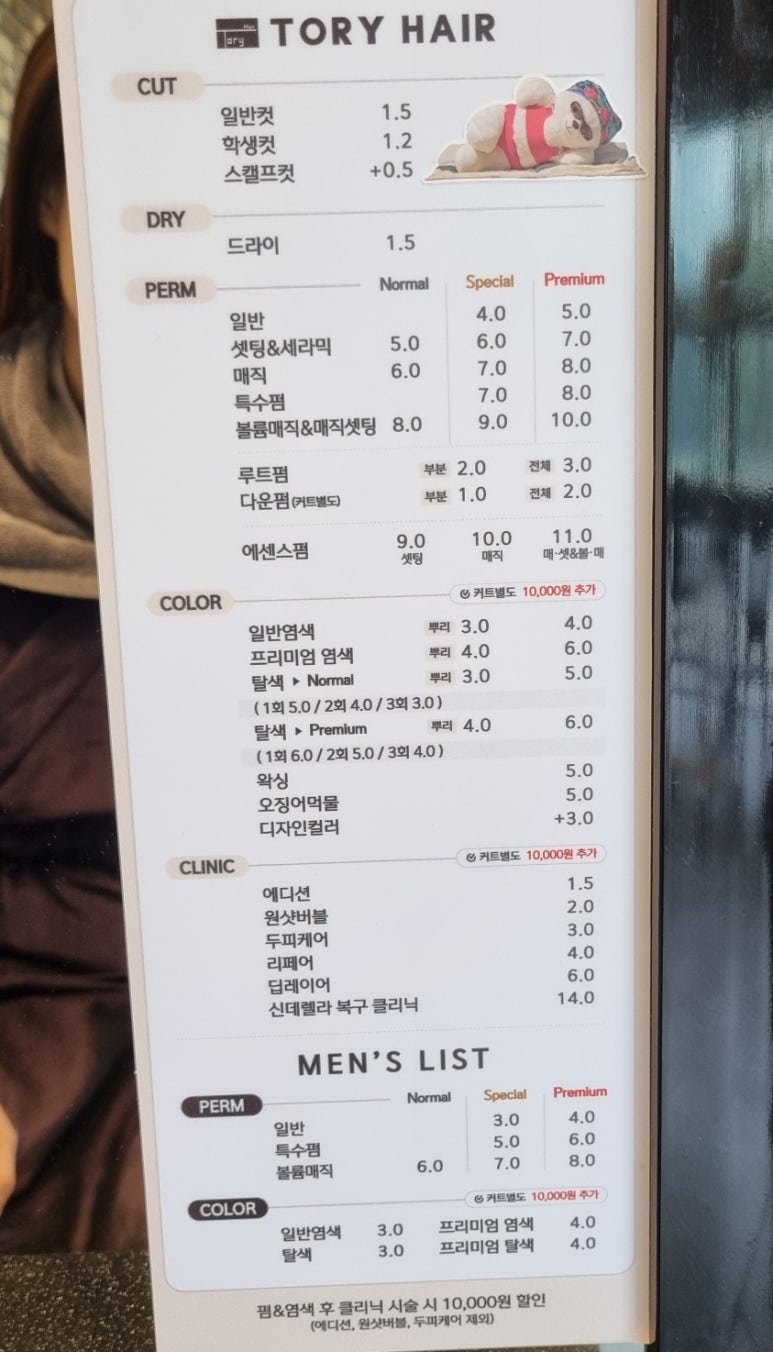 Hair
Tory
TORY HAIR
CUT
일반컷 1.5
학생컷 1.2
스캘프컷 +0.5
DRY
드라이 1.5
PERM Normal Special Premium
일반 4.0 5.0
셋팅&세라믹 5.0 6.0 7.0
매직 6.0 7.0 8.0
특수펌 7.0 8.0
볼륨매직&매직셋팅 8.0 9.0 10.0
루트펌 부분 2.0 전체 3.0
다운펌(커트별도) 부분 1.0 전체 2.0
에센스펌 9.0 10.0 11.0
셋팅 매직 매·셋&볼·매
COLOR 커트별도 10,000원 추가
일반염색 뿌리 3.0 4.0
프리미엄 염색 뿌리 4.0 6.0
탈색 ▸ Normal 뿌리 3.0 5.0
( 1회 5.0 / 2회 4.0 / 3회 3.0 )
탈색 ▸ Premium 뿌리 4.0 6.0
( 1회 6.0 / 2회 5.0 / 3회 4.0 )
왁싱 5.0
오징어먹물 5.0
디자인컬러 +3.0
CLINIC 커트별도 10,000원 추가
에디션 1.5
원샷버블 2.0
두피케어 3.0
리페어 4.0
딥레이어 6.0
신데렐라 복구 클리닉 14.0
MEN'S LIST
PERM Normal Special Premium
일반 3.0 4.0
특수펌 5.0 6.0
볼륨매직 6.0 7.0 8.0
COLOR 커트별도 10,000원 추가
일반염색 3.0 프리미엄 염색 4.0
탈색 3.0 프리미엄 탈색 4.0
펌&염색 후 클리닉 시술 시 10,000원 할인
(에디션, 원샷버블, 두피케어 제외)